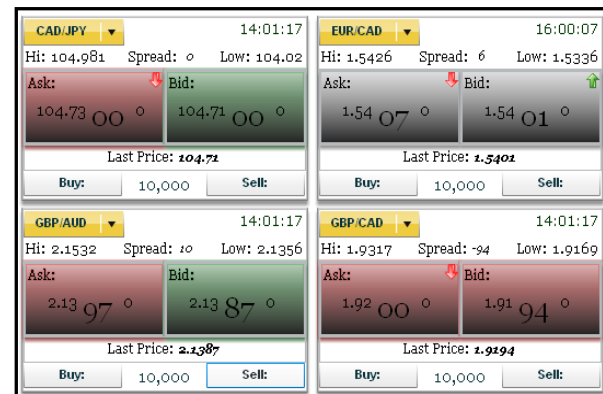 CAD/JPY 14:01:17
Hi: 104.981 Spread: 0 Low: 104.02
Ask: Bid:
104.73 00 0 104.71 00 0
Last Price: 104.71
Buy: 10,000 Sell:
EUR/CAD 16:00:07
Hi: 1.5426 Spread: 6 Low: 1.5336
Ask: Bid:
1.54 07 0 1.54 01 0
Last Price: 1.5401
Buy: 10,000 Sell:
GBP/AUD 14:01:17
Hi: 2.1532 Spread: 10 Low: 2.1356
Ask: Bid:
2.13 97 0 2.13 87 0
Last Price: 2.1387
Buy: 10,000 Sell:
GBP/CAD 14:01:17
Hi: 1.9317 Spread: -94 Low: 1.9169
Ask: Bid:
1.92 00 0 1.91 94 0
Last Price: 1.9194
Buy: 10,000 Sell: